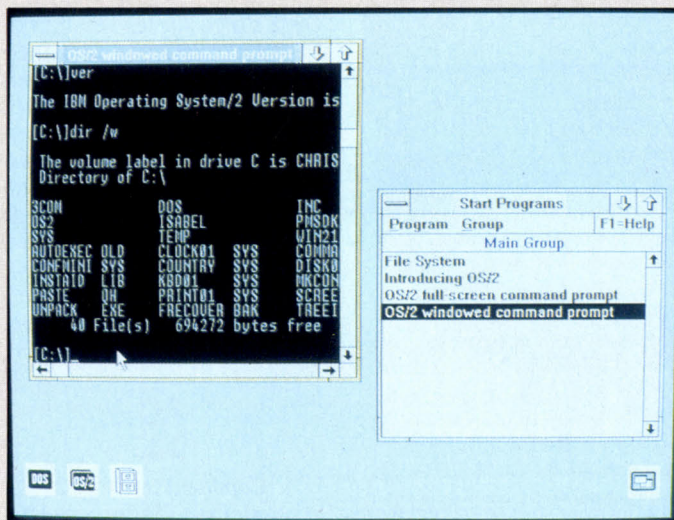 OS/2 windowed command prompt
[C:\]ver
The IBM Operating System/2 Version is
[C:\]dir /w
The volume label in drive C is CHRIS
Directory of C:\
3COM DOS INC
OS2 ISABEL PMSDK
SYS TEMP WIN21
AUTOEXEC OLD CLOCK01 SYS COMMA
CONFMINI SYS COUNTRY SYS DISK0
INSTAID LIB KBD01 SYS MKCON
PASTE QH PRINT01 SYS SCREE
UNPACK EXE FRECOVER BAK TREEI
40 File(s) 694272 bytes free
[C:\]_
Start Programs
Program Group F1=Help
Main Group
File System
Introducing OS/2
OS/2 full-screen command prompt
OS/2 windowed command prompt
DOS OS/2